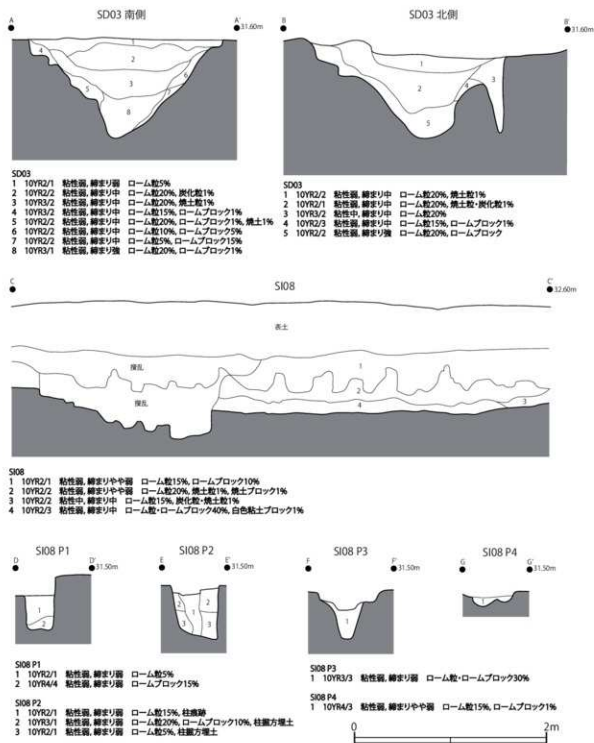 SD03 南側
A
A'
31.60m
1
2
3
4
5
6
7
8
SD03
1 10YR2/1 粘性弱, 締まり弱 ローム粒5%
2 10YR2/2 粘性弱, 締まり中 ローム粒20%, 炭化粒1%
3 10YR3/2 粘性弱, 締まり中 ローム粒20%, 焼土粒1%
4 10YR3/2 粘性弱, 締まり中 ローム粒15%, ロームブロック1%
5 10YR2/2 粘性弱, 締まり中 ローム粒20%, ロームブロック1%, 焼土1%
6 10YR2/2 粘性弱, 締まり中 ローム粒10%, ロームブロック5%
7 10YR2/2 粘性弱, 締まり中 ローム粒5%, ロームブロック15%
8 10YR3/1 粘性弱, 締まり強 ローム粒20%, ロームブロック1%
SD03 北側
B
B'
31.60m
1
2
3
4
5
SD03
1 10YR2/2 粘性弱, 締まり中 ローム粒20%, 焼土粒1%
2 10YR2/1 粘性弱, 締まり中 ローム粒20%, 焼土粒・炭化粒1%
3 10YR3/2 粘性中, 締まり中 ローム粒20%
4 10YR2/3 粘性弱, 締まり中 ローム粒15%, ロームブロック1%
5 10YR2/2 粘性弱, 締まり強 ローム粒20%, ロームブロック
SI08
C
C'
32.60m
表土
撹乱
撹乱
1
2
3
4
SI08
1 10YR2/1 粘性弱, 締まりやや弱 ローム粒15%, ロームブロック10%
2 10YR2/2 粘性弱, 締まりやや弱 ローム粒20%, 焼土粒1%, 焼土ブロック1%
3 10YR2/2 粘性中, 締まり中 ローム粒15%, 炭化粒・焼土粒1%
4 10YR2/3 粘性弱, 締まり中 ローム粒・ロームブロック40%, 白色粘土ブロック1%
SI08 P1
D
D'
31.50m
1
2
SI08 P2
E
E'
31.50m
2
1
2
3
3
SI08 P3
F
F'
31.50m
1
SI08 P4
G
G'
31.50m
1
SI08 P1
1 10YR2/1 粘性弱, 締まり弱 ローム粒5%
2 10YR4/4 粘性弱, 締まり弱 ロームブロック15%
SI08 P2
1 10YR2/1 粘性弱, 締まり弱 ローム粒15%, 柱痕跡
2 10YR3/1 粘性弱, 締まり弱 ローム粒20%, ロームブロック10%, 柱掘方埋土
3 10YR2/1 粘性弱, 締まり弱 ローム粒5%, 柱掘方埋土
SI08 P3
1 10YR3/3 粘性弱, 締まり弱 ローム粒・ロームブロック30%
SI08 P4
1 10YR4/3 粘性弱, 締まりやや弱 ローム粒15%, ロームブロック1%
0
2m